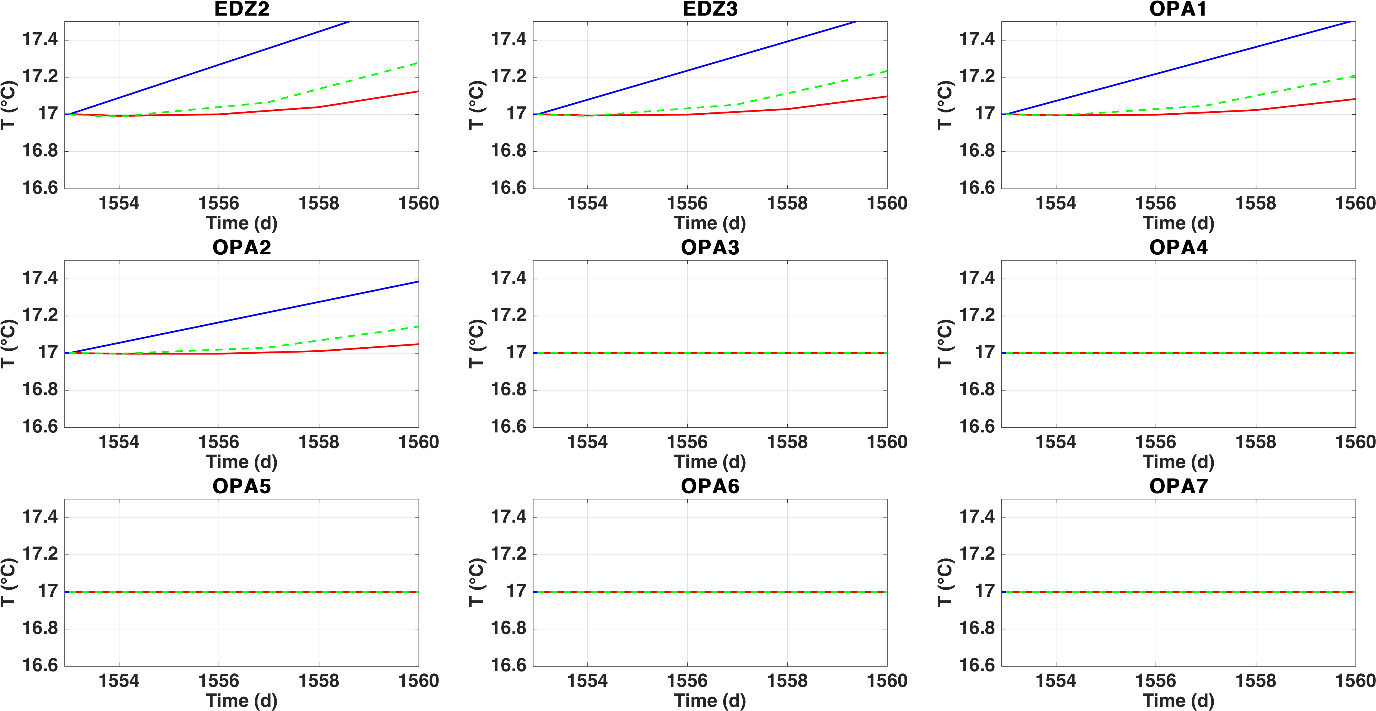 EDZ2 EDZ3 OPA1
17.4 17.4 17.4
17.2 17.2 17.2
17 17 17
16.8 16.8 16.8
16.6 16.6 16.6
T (°C) T (°C) T (°C)
1554 1556 1558 1560 1554 1556 1558 1560 1554 1556 1558 1560
Time (d) Time (d) Time (d)
OPA2 OPA3 OPA4
17.4 17.4 17.4
17.2 17.2 17.2
17 17 17
16.8 16.8 16.8
16.6 16.6 16.6
T (°C) T (°C) T (°C)
1554 1556 1558 1560 1554 1556 1558 1560 1554 1556 1558 1560
Time (d) Time (d) Time (d)
OPA5 OPA6 OPA7
17.4 17.4 17.4
17.2 17.2 17.2
17 17 17
16.8 16.8 16.8
16.6 16.6 16.6
T (°C) T (°C) T (°C)
1554 1556 1558 1560 1554 1556 1558 1560 1554 1556 1558 1560
Time (d) Time (d) Time (d)